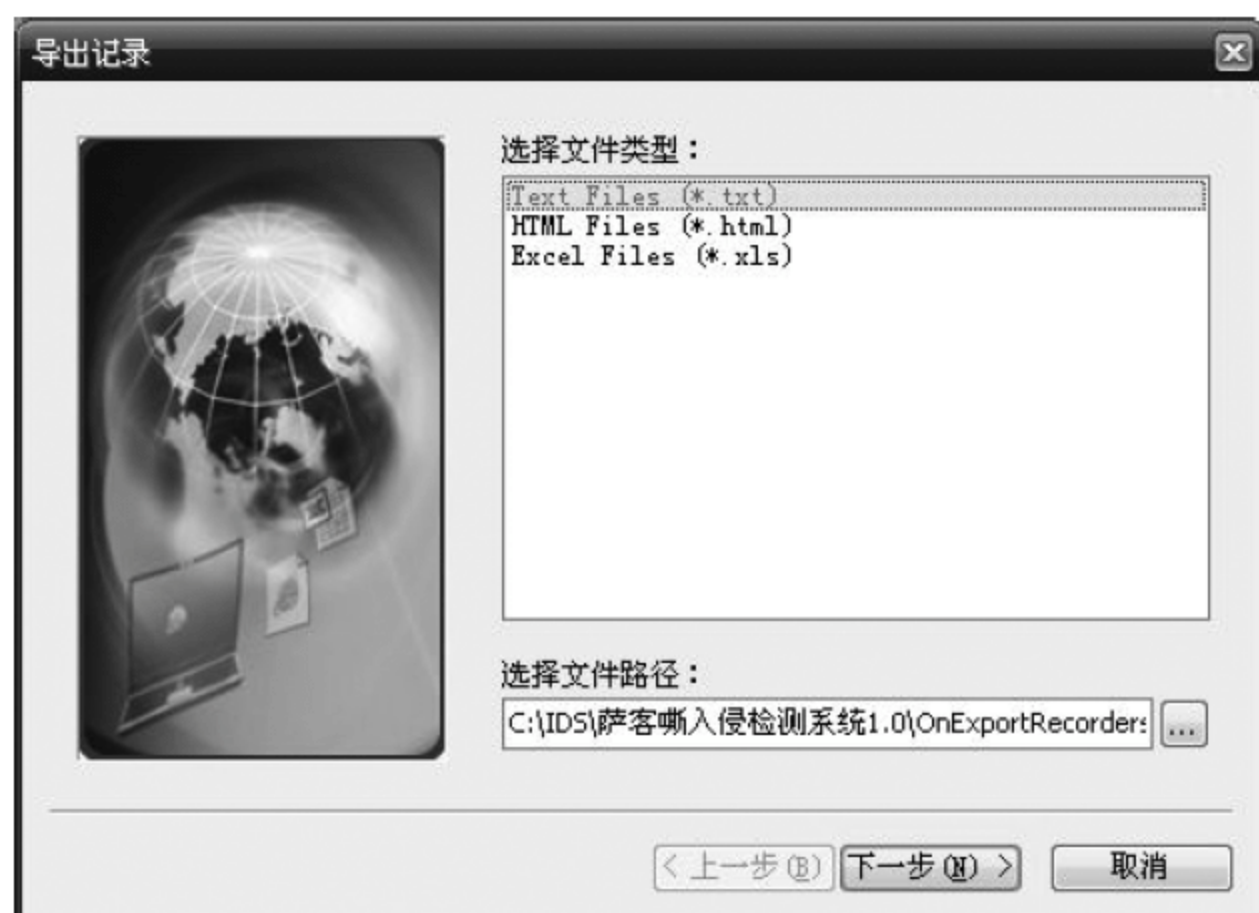 导出记录
选择文件类型：
Text Files (*.txt)
HTML Files (*.html)
Excel Files (*.xls)
选择文件路径：
C:\IDS\萨客嘶入侵检测系统1.0\OnExportRecorders
...
< 上一步(B)
下一步(N) >
取消